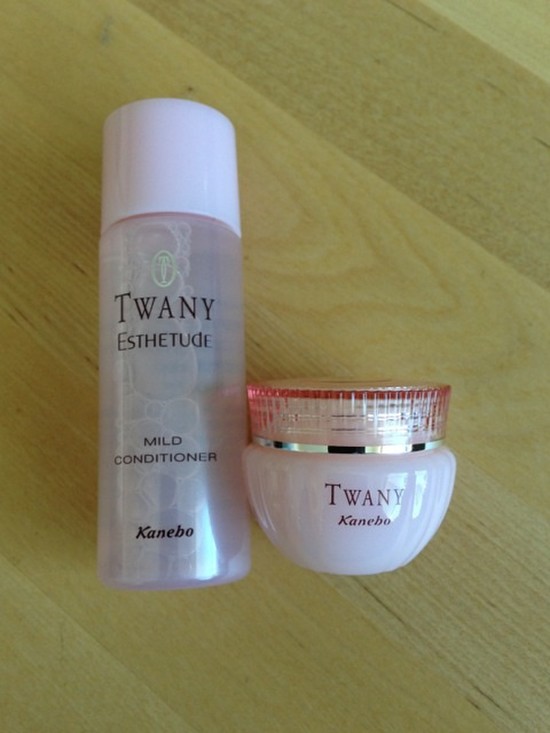 TWANY
ESTHETUDE
MILD
CONDITIONER
Kanebo
TWANY
Kanebo